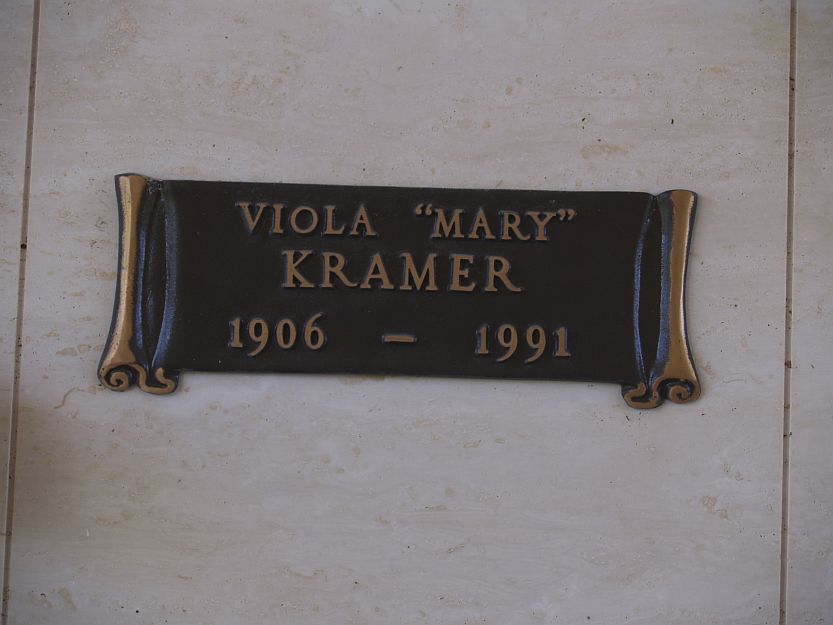 VIOLA “MARY”
KRAMER
1906 – 1991